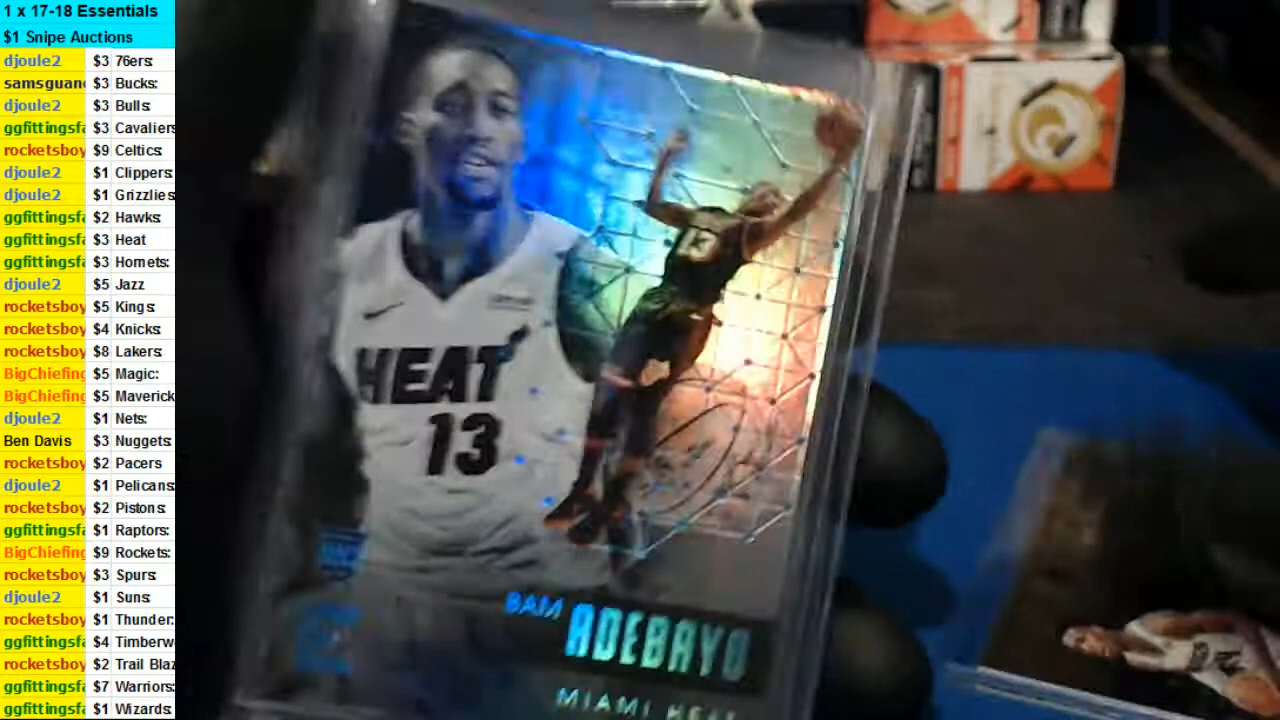 1 x 17-18 Essentials
$1 Snipe Auctions
djoule2 $3 76ers:
samsguan $3 Bucks:
djoule2 $3 Bulls:
ggfittingsfa $3 Cavaliers
rocketsboy $9 Celtics:
djoule2 $1 Clippers:
djoule2 $1 Grizzlies
ggfittingsfa $2 Hawks:
ggfittingsfa $3 Heat
ggfittingsfa $3 Hornets:
djoule2 $5 Jazz
rocketsboy $5 Kings:
rocketsboy $4 Knicks:
rocketsboy $8 Lakers:
BigChiefing $5 Magic:
BigChiefing $5 Maverick
djoule2 $1 Nets:
Ben Davis $3 Nuggets:
rocketsboy $2 Pacers
djoule2 $1 Pelicans:
rocketsboy $2 Pistons:
ggfittingsfa $1 Raptors:
BigChiefing $9 Rockets:
rocketsboy $3 Spurs:
djoule2 $1 Suns:
rocketsboy $1 Thunder:
ggfittingsfa $4 Timberw
rocketsboy $2 Trail Blaz
ggfittingsfa $7 Warriors:
ggfittingsfa $1 Wizards:
HEAT
13
13
BAM ADEBAYO
MIAMI HEAT